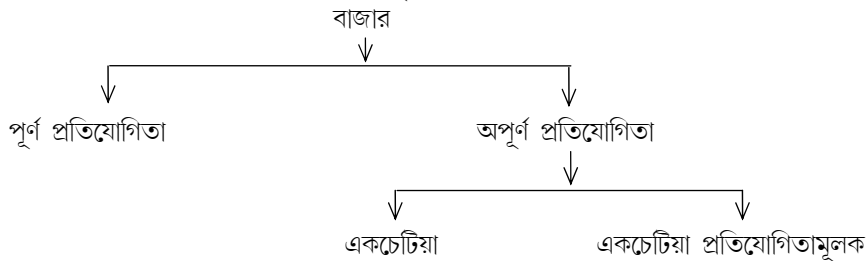 বাজার
পূর্ণ প্রতিযোগিতা অপূর্ণ প্রতিযোগিতা
একচেটিয়া একচেটিয়া প্রতিযোগিতামূলক